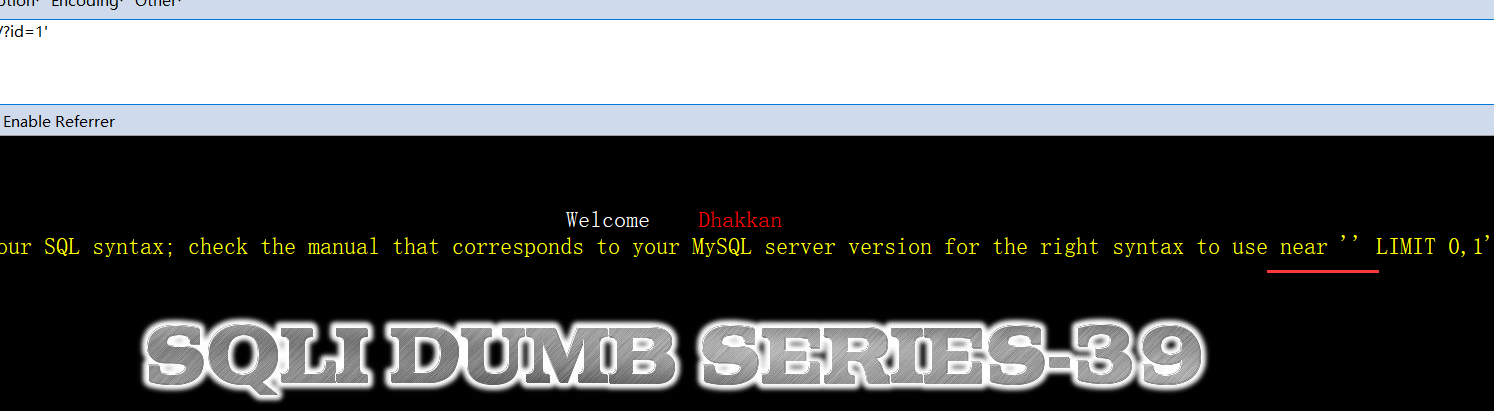 Encoding Other
/?id=1'
Enable Referrer
Welcome Dhakkan
our SQL syntax; check the manual that corresponds to your MySQL server version for the right syntax to use near '' LIMIT 0,1'
SQLI DUMB SERIES-39